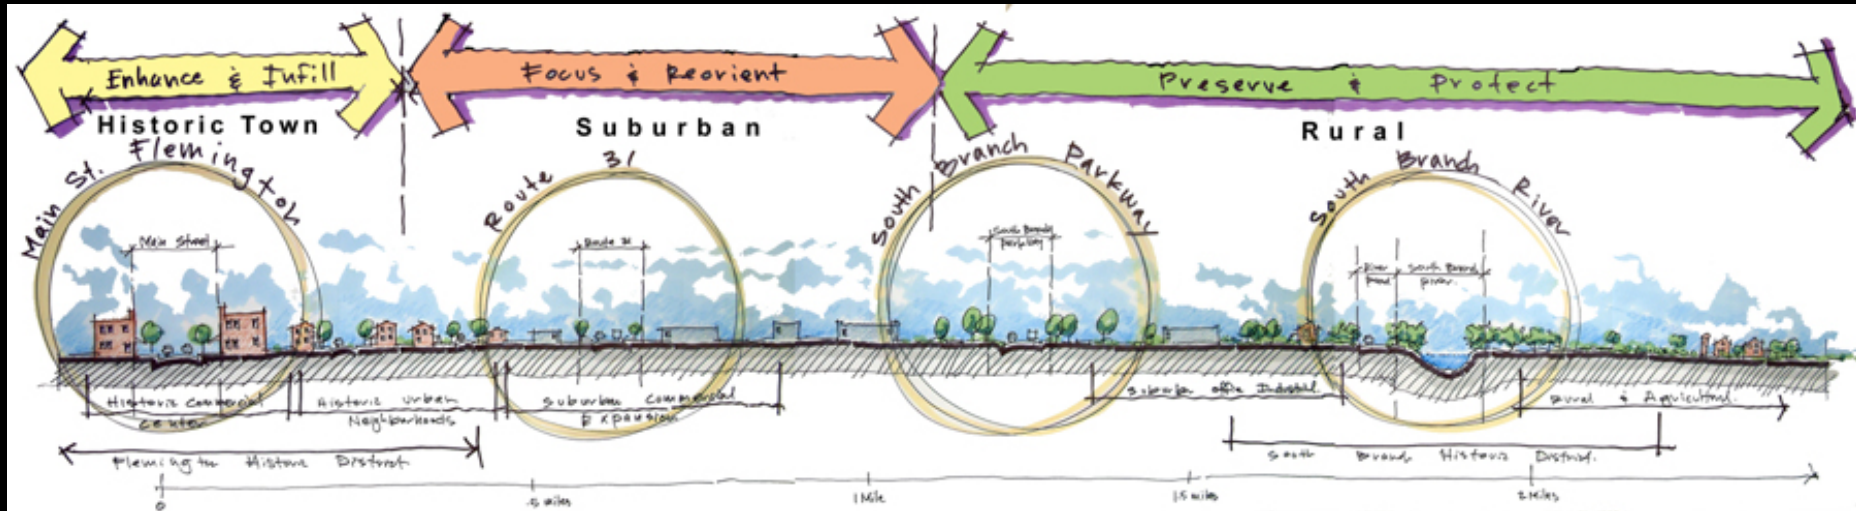 Enhance & Infill
Focus & Reorient
Preserve & Protect
Historic Town
Suburban
Rural
Main St. Flemington
Route 31
South Branch Parkway
South Branch River
Main Street
Route 31
South Branch
Parkway
River
Road
South Branch
River
Historic Commercial
Center
Historic Urban
Neighborhoods
Suburban Commercial
Expansion
Suburban Office Industrial.
Rural & Agricultural.
Flemington Historic District
South Branch Historic District.
0
.5 miles
1 Mile
1.5 miles
2 Miles